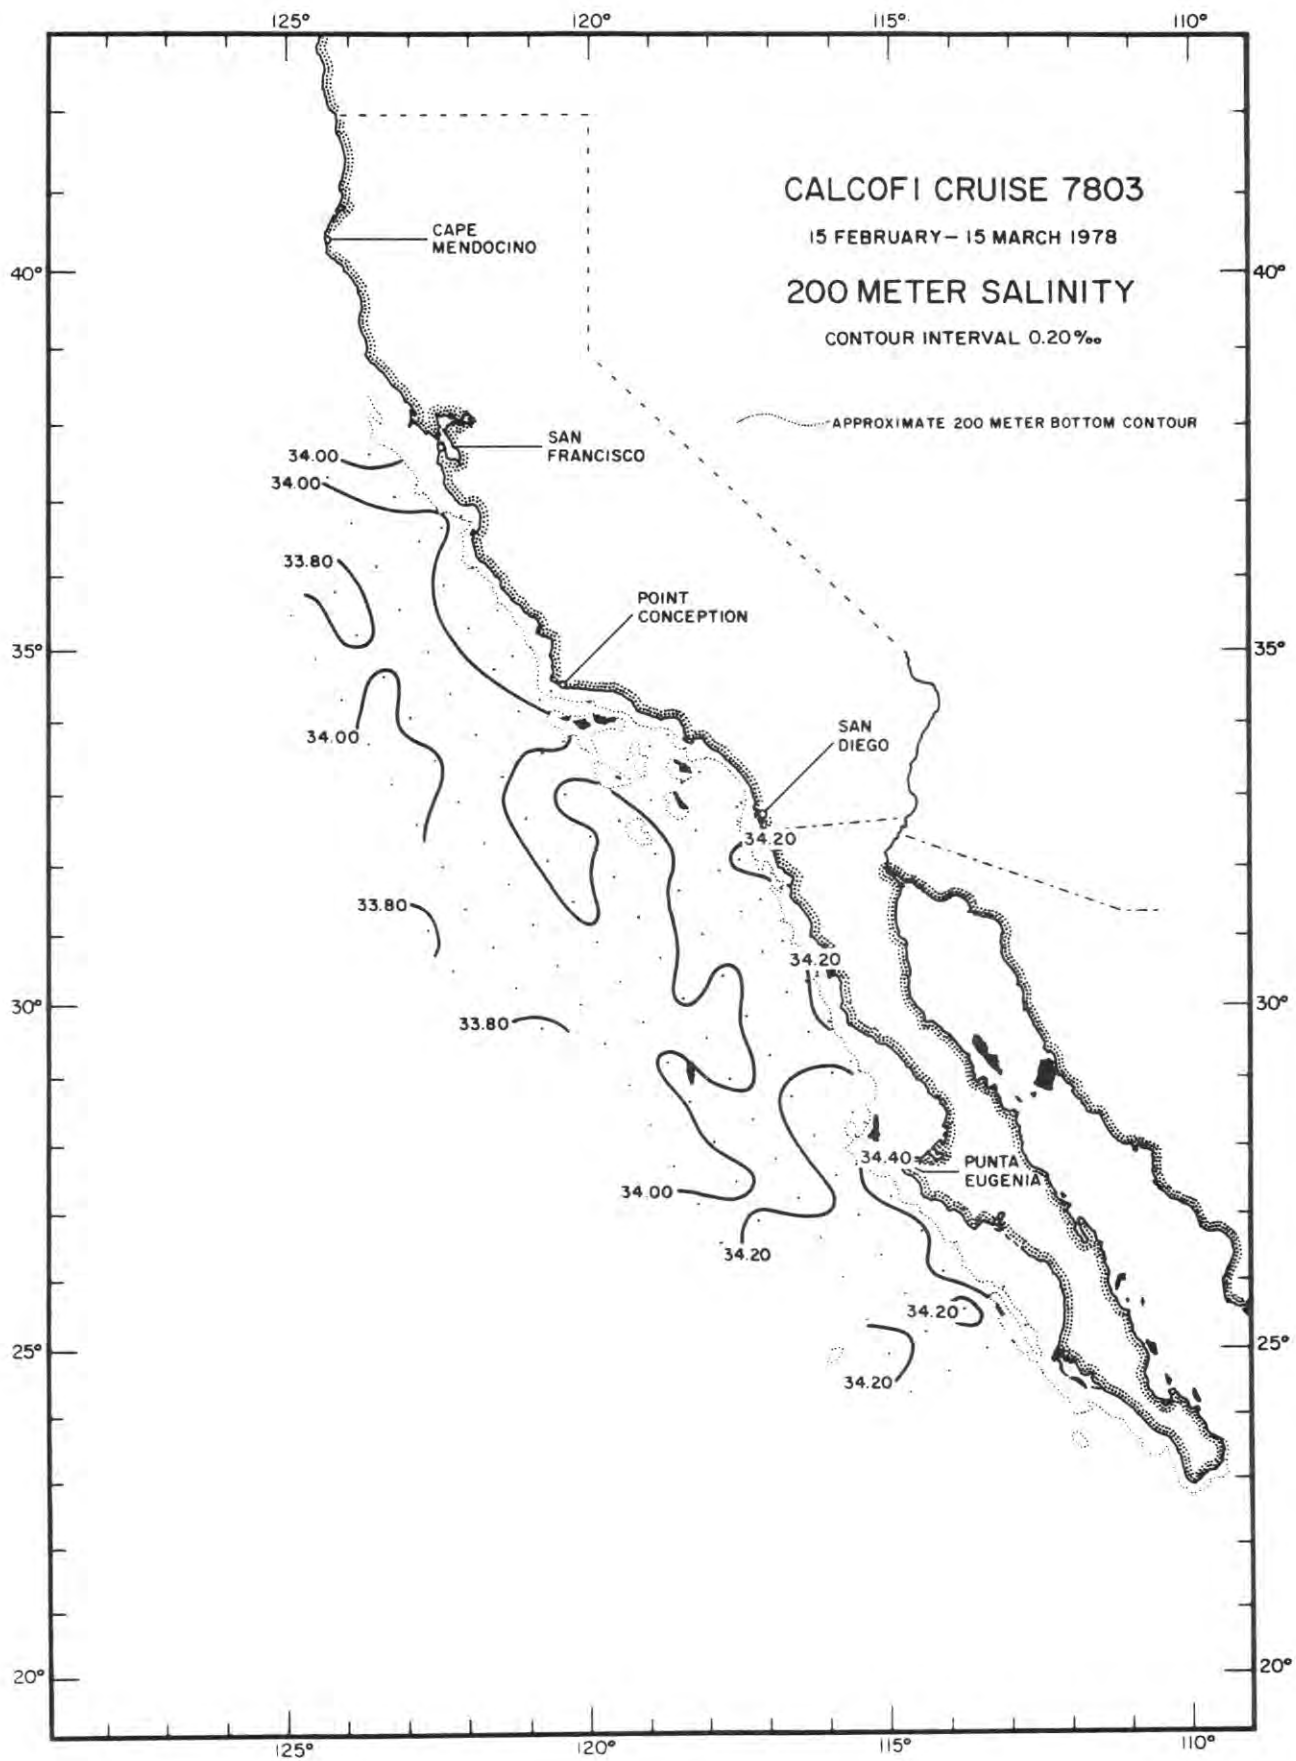 125° 120° 115° 110°
CALCOFI CRUISE 7803
15 FEBRUARY – 15 MARCH 1978
CAPE
MENDOCINO
40° 40°
200 METER SALINITY
CONTOUR INTERVAL 0.20‰
APPROXIMATE 200 METER BOTTOM CONTOUR
SAN
FRANCISCO
34.00
34.00
33.80
POINT
CONCEPTION
35° 35°
34.00
SAN
DIEGO
34.20
33.80
34.20
30° 30°
33.80
34.40
PUNTA
EUGENIA
34.00
34.20
34.20
25° 25°
34.20
20° 20°
125° 120° 115° 110°